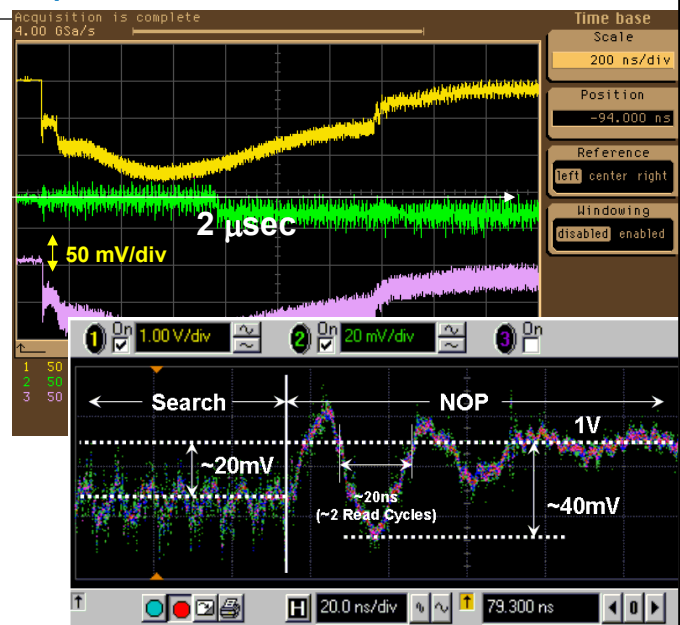 Acquisition is complete
4.00 GSa/s
Time base
Scale
200 ns/div
Position
-94.000 ns
Reference
left center right
Windowing
disabled enabled
2 μsec
50 mV/div
1 50
2 50
3 50
1 On 1.00 V/div
2 On 20 mV/div
3 On
Search
NOP
1V
~20mV
~20ns
(~2 Read Cycles)
~40mV
H 20.0 ns/div
79.300 ns
0